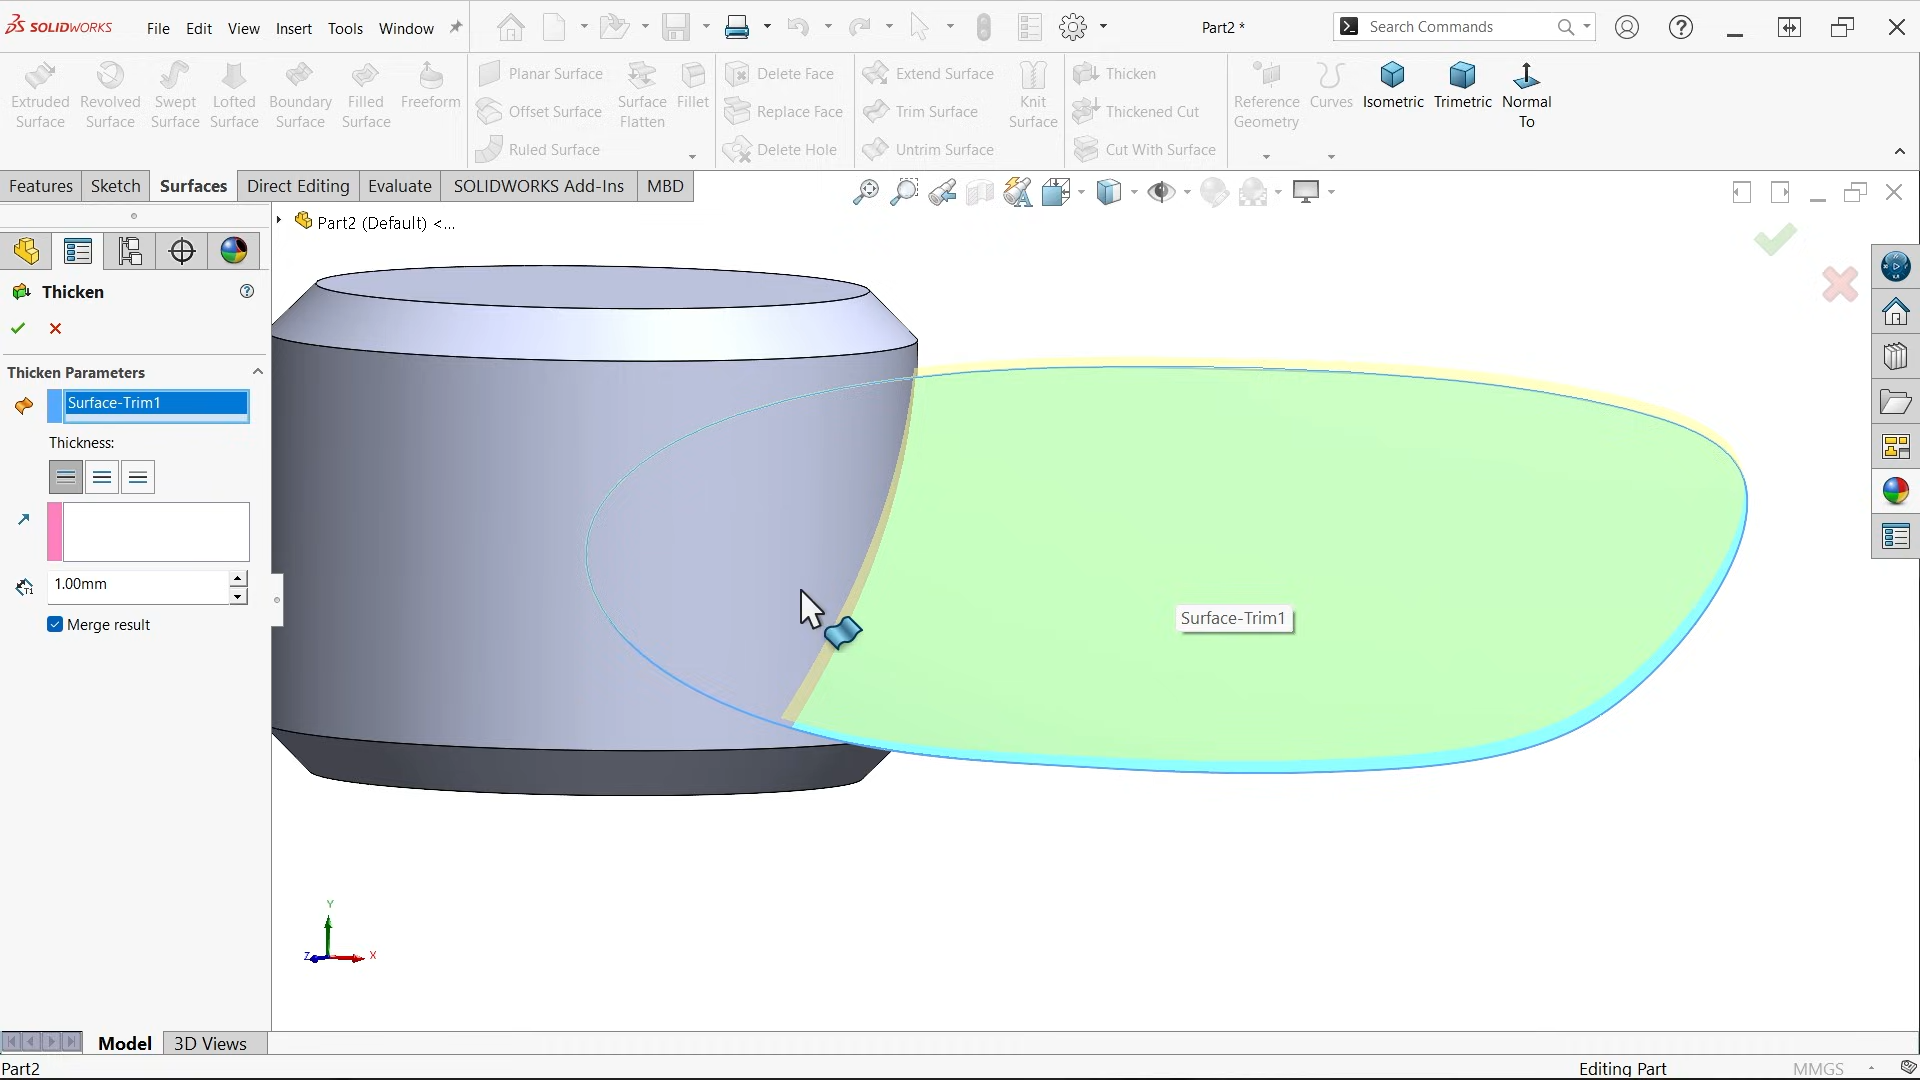 SOLIDWORKS File Edit View Insert Tools Window Part2 * Search Commands
Extruded Surface
Revolved Surface
Swept Surface
Lofted Surface
Boundary Surface
Filled Surface
Freeform
Planar Surface
Offset Surface
Ruled Surface
Surface Flatten
Fillet
Delete Face
Replace Face
Delete Hole
Extend Surface
Trim Surface
Untrim Surface
Knit Surface
Thicken
Thickened Cut
Cut With Surface
Reference Geometry
Curves
Isometric
Trimetric
Normal To
Features Sketch Surfaces Direct Editing Evaluate SOLIDWORKS Add-Ins MBD
Part2 (Default) <...
Thicken
Thicken Parameters
Surface-Trim1
Thickness:
T1
1.00mm
Merge result
Surface-Trim1
Y
Z
X
Model 3D Views
Part2 Editing Part MMGS